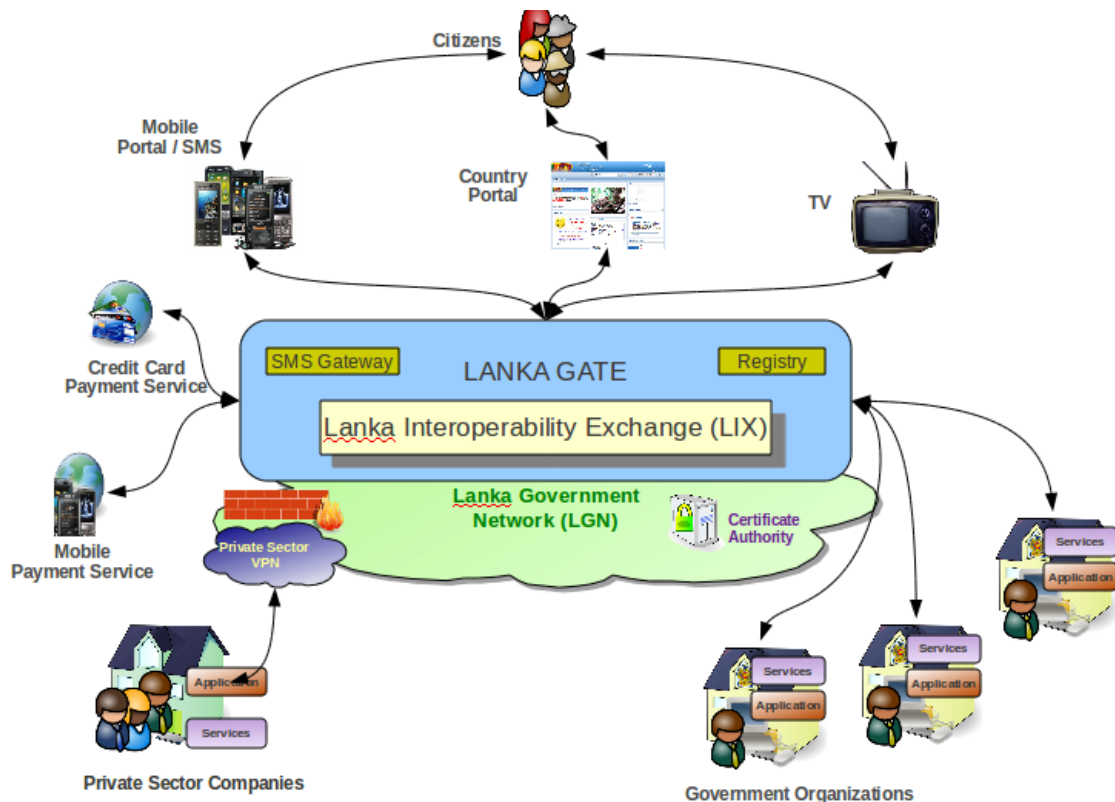 Citizens
Mobile
Portal / SMS
Country
Portal
TV
Credit Card
Payment Service
SMS Gateway
LANKA GATE
Registry
Lanka Interoperability Exchange (LIX)
Lanka Government
Network (LGN)
Certificate
Authority
Private Sector
VPN
Mobile
Payment Service
Services
Application
Services
Application
Services
Application
Application
Services
Private Sector Companies
Government Organizations